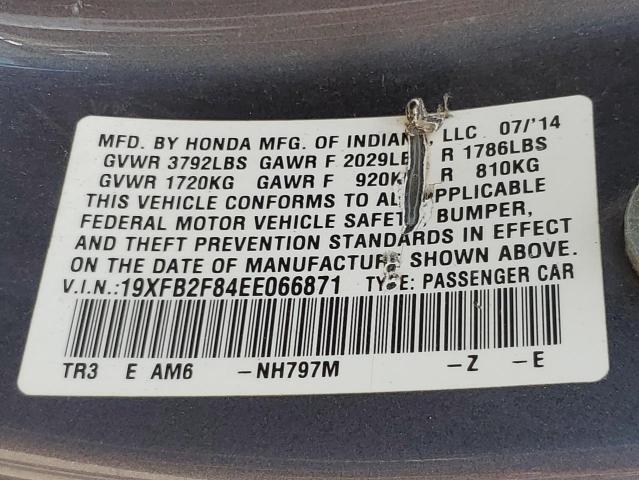 MFD. BY HONDA MFG. OF INDIANA, LLC 07/'14
GVWR 3792LBS GAWR F 2029LBS R 1786LBS
GVWR 1720KG GAWR F 920KG R 810KG
THIS VEHICLE CONFORMS TO ALL APPLICABLE
FEDERAL MOTOR VEHICLE SAFETY, BUMPER,
AND THEFT PREVENTION STANDARDS IN EFFECT
ON THE DATE OF MANUFACTURE SHOWN ABOVE.
V.I.N.:19XFB2F84EE066871 TYPE: PASSENGER CAR
TR3 E AM6 -NH797M -Z -E